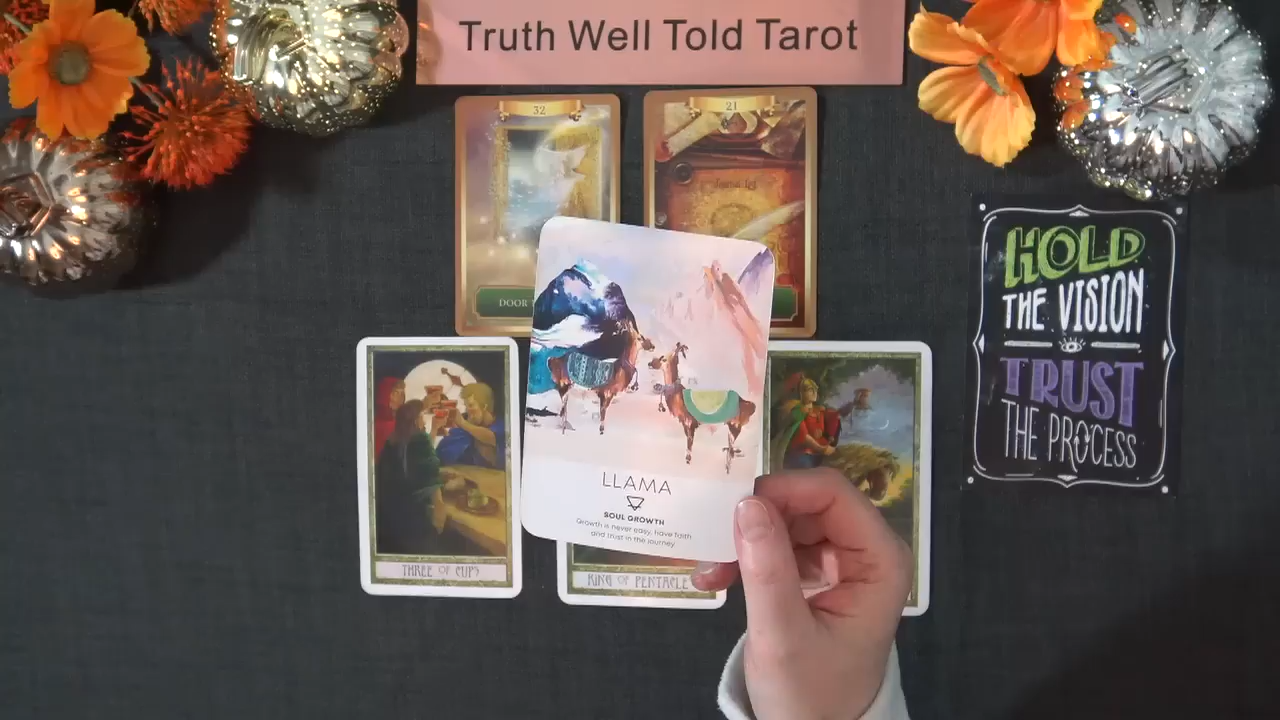 Truth Well Told Tarot
32
21
DOOR
HOLD
THE VISION
TRUST
THE PROCESS
LLAMA
SOUL GROWTH
Growth is never easy, have faith
and trust in the journey
THREE OF CUPS
KING OF PENTACLE